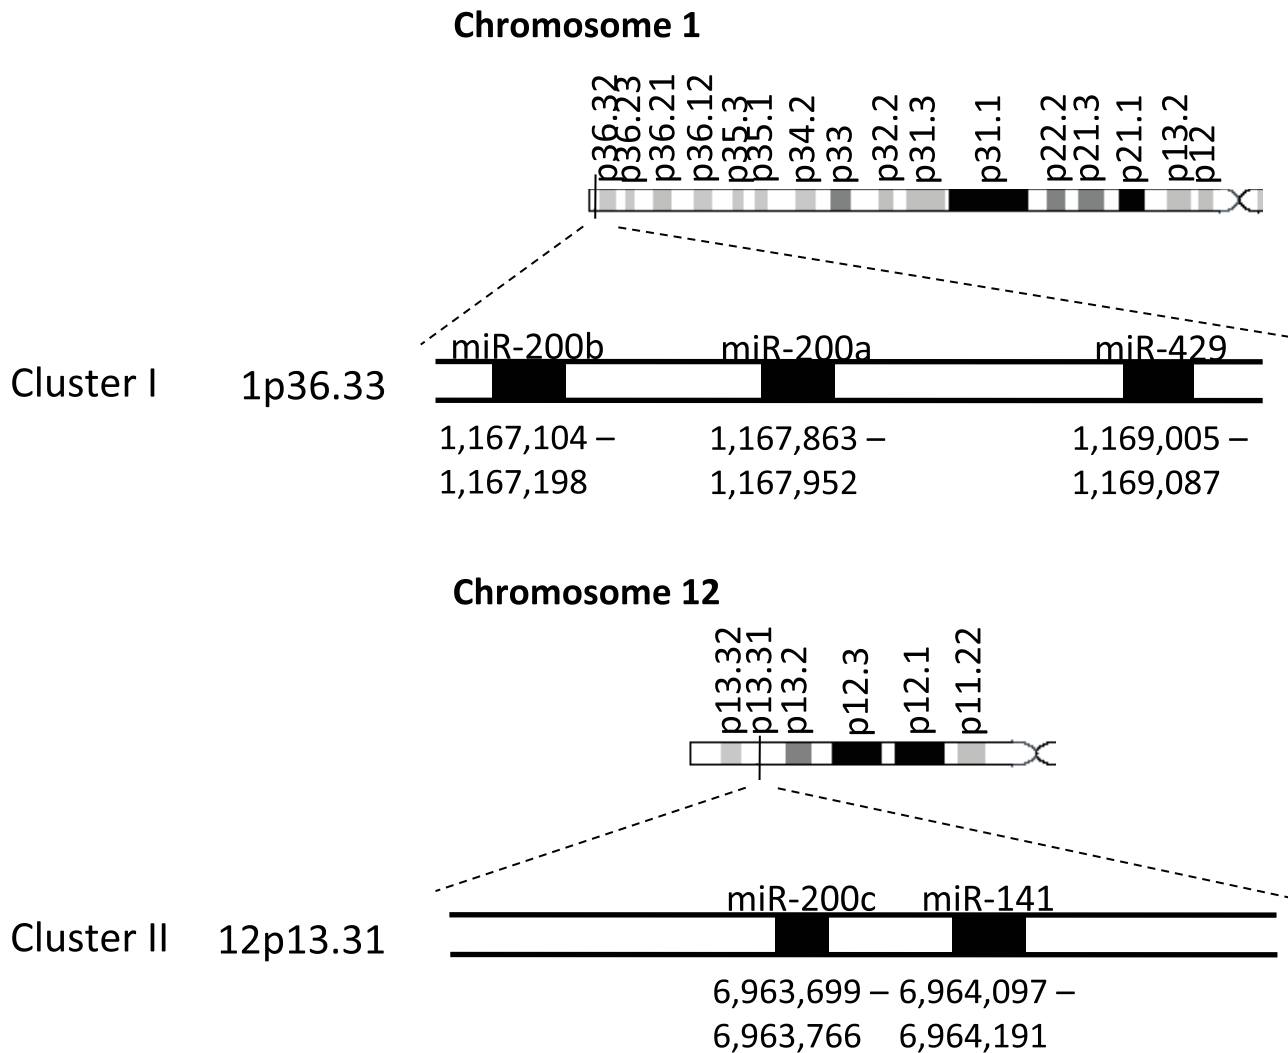 Chromosome 1
p36.32 p36.23 p36.21 p36.12 p35.3 p35.1 p34.2 p33 p32.2 p31.3 p31.1 p22.2 p21.3 p21.1 p13.2 p12
miR-200b miR-200a miR-429
Cluster I 1p36.33
1,167,104 – 1,167,863 – 1,169,005 –
1,167,198 1,167,952 1,169,087
Chromosome 12
p13.32 p13.31 p13.2 p12.3 p12.1 p11.22
miR-200c miR-141
Cluster II 12p13.31
6,963,699 – 6,964,097 –
6,963,766 6,964,191